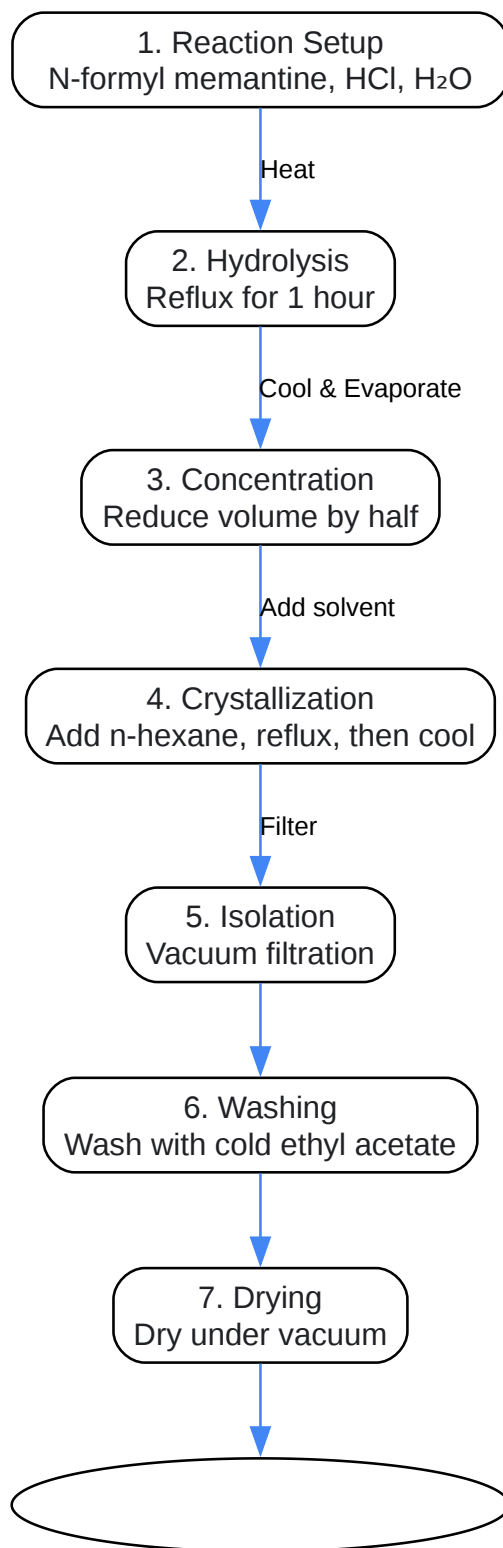 1. Reaction Setup
N-formyl memantine, HCl, H₂O
Heat
2. Hydrolysis
Reflux for 1 hour
Cool & Evaporate
3. Concentration
Reduce volume by half
Add solvent
4. Crystallization
Add n-hexane, reflux, then cool
Filter
5. Isolation
Vacuum filtration
6. Washing
Wash with cold ethyl acetate
7. Drying
Dry under vacuum